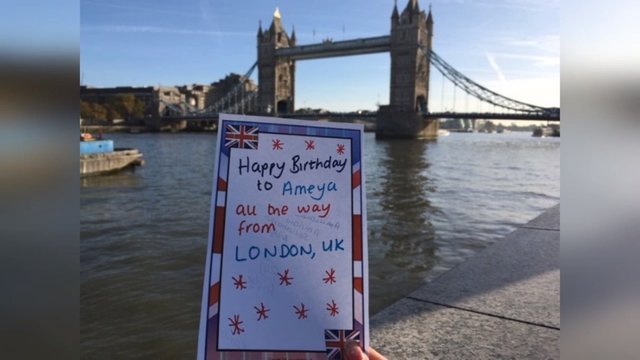 Happy Birthday
to Ameya
all the way
from
LONDON, UK